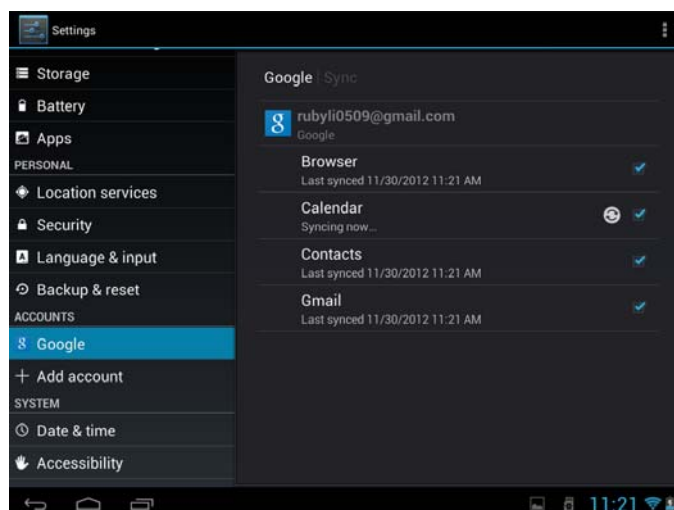 Settings
Storage
Battery
Apps
PERSONAL
Location services
Security
Language & input
Backup & reset
ACCOUNTS
Google
Add account
SYSTEM
Date & time
Accessibility
Google Sync
rubyli0509@gmail.com
Google
Browser
Last synced 11/30/2012 11:21 AM
Calendar
Syncing now...
Contacts
Last synced 11/30/2012 11:21 AM
Gmail
Last synced 11/30/2012 11:21 AM
11:21